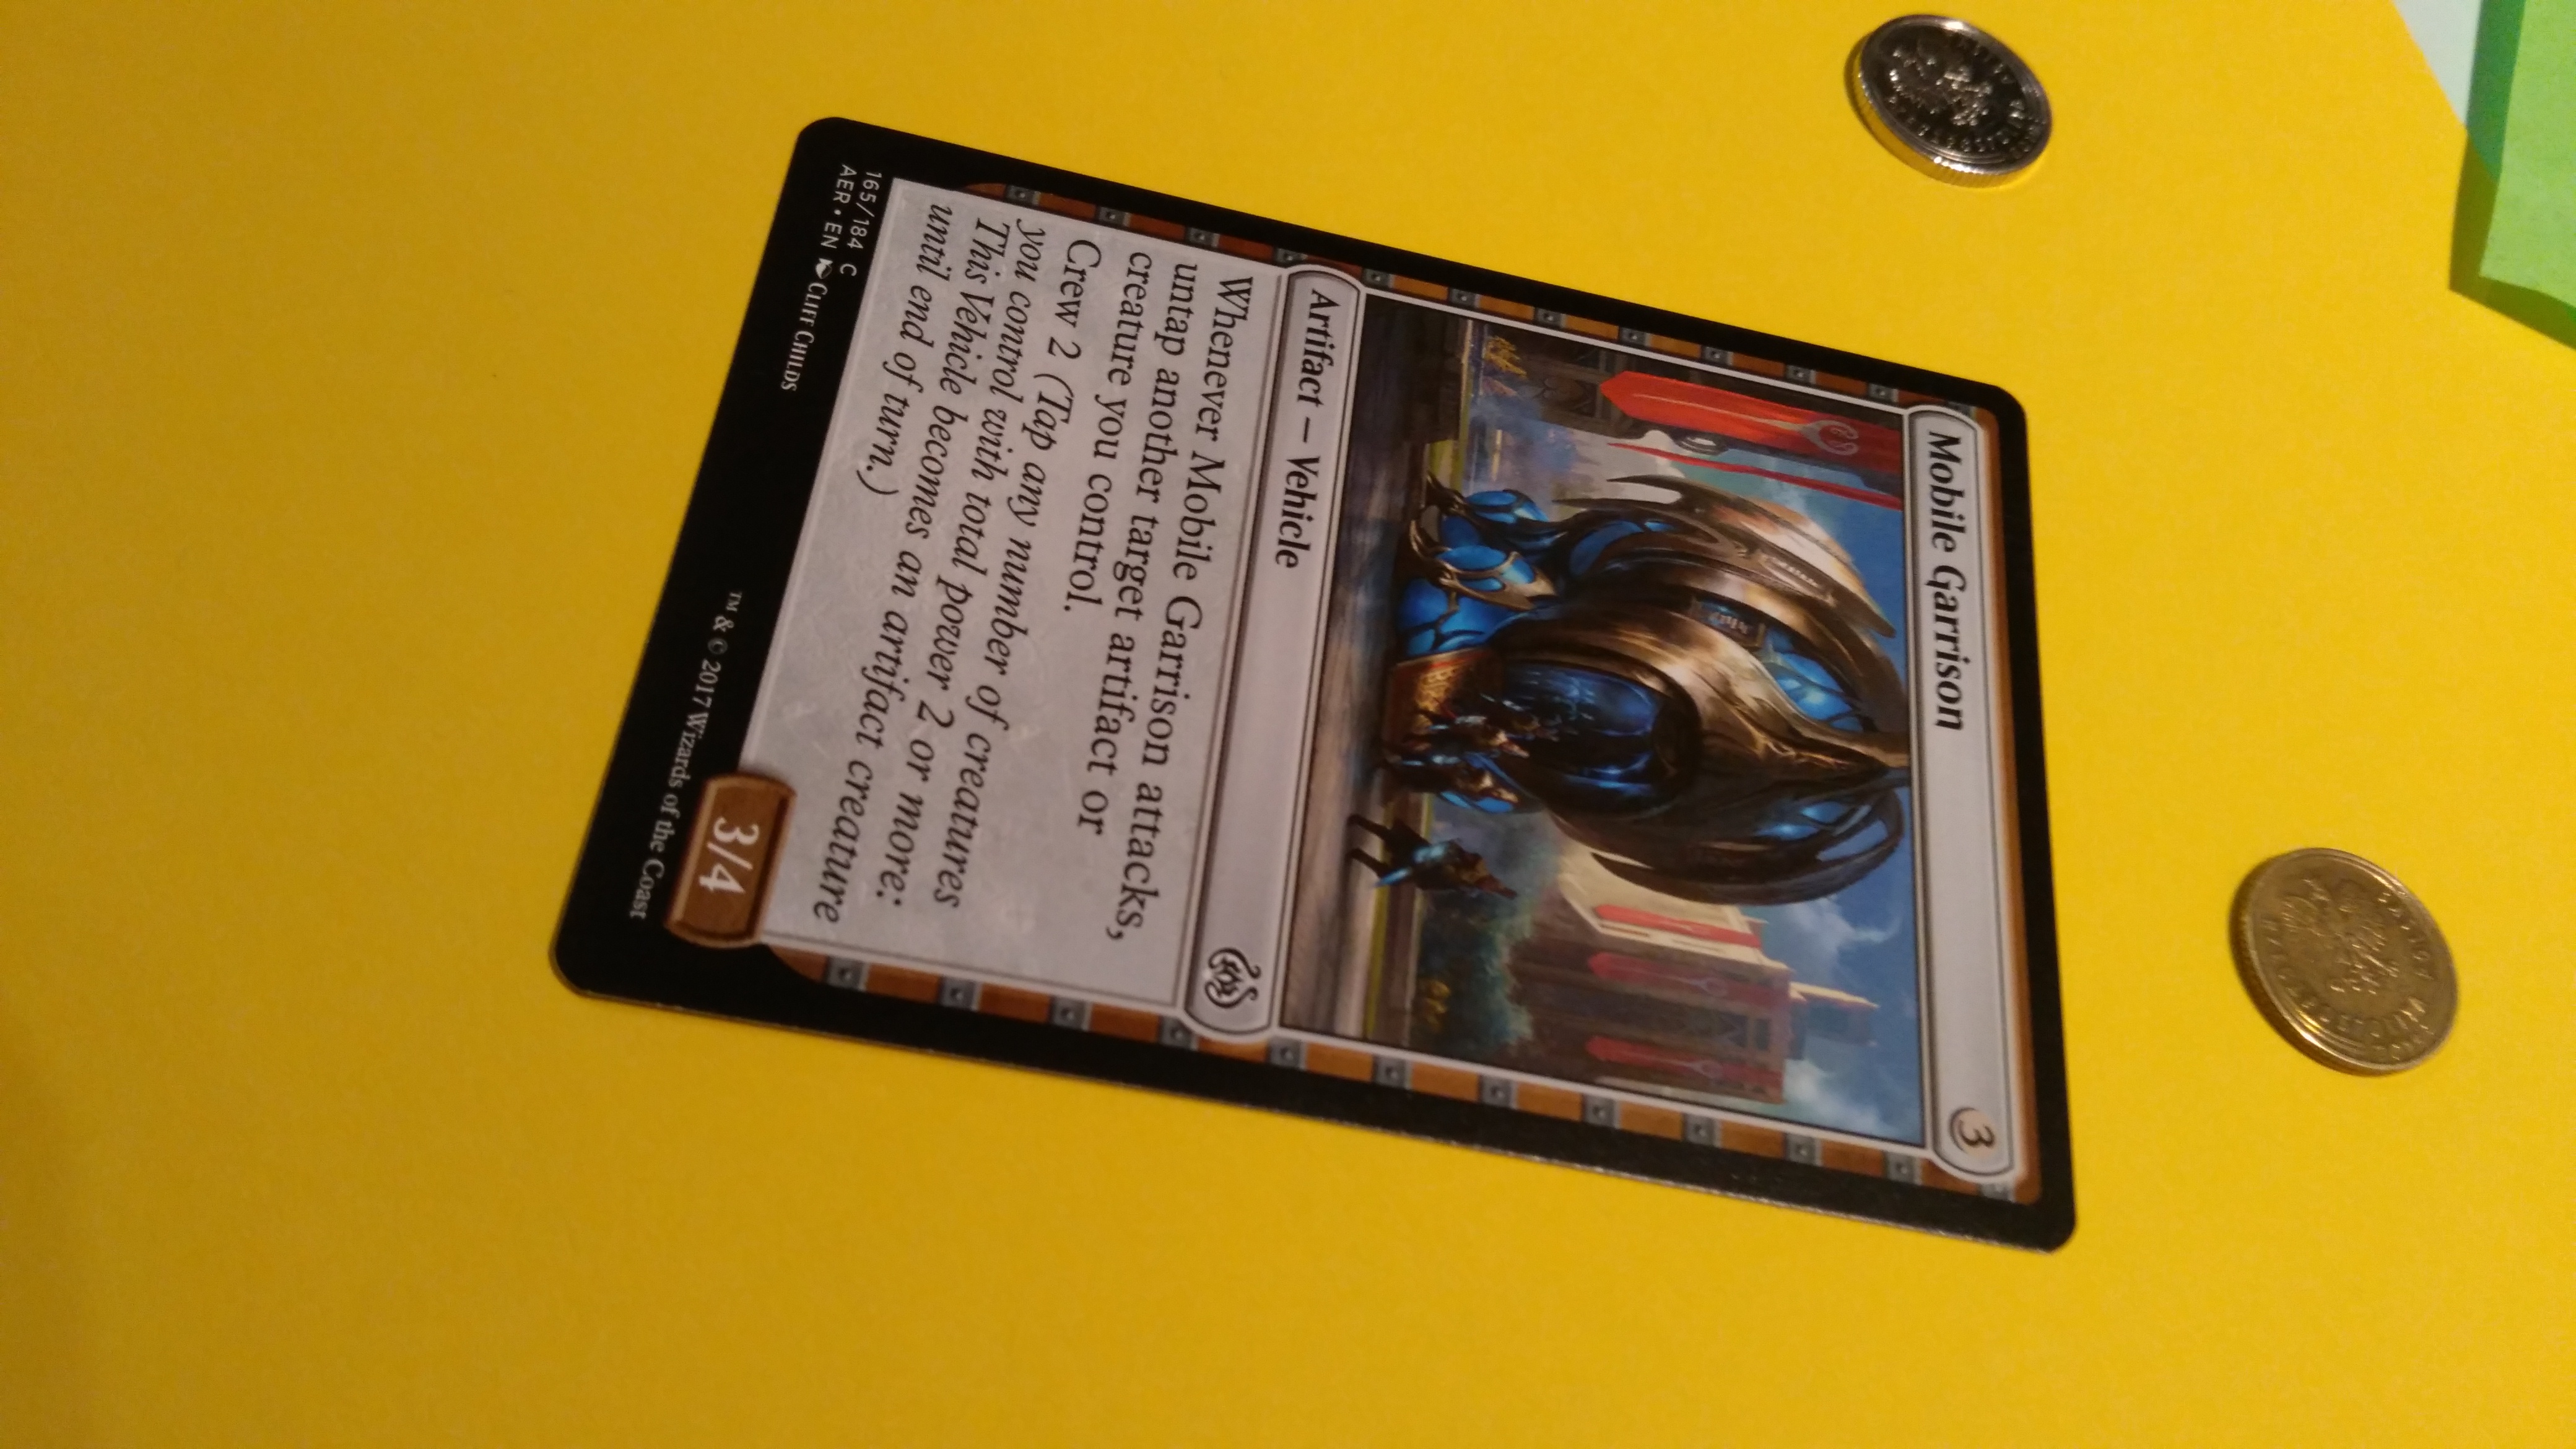 Mobile Garrison
3
Artifact — Vehicle
Whenever Mobile Garrison attacks,
untap another target artifact or
creature you control.
Crew 2 (Tap any number of creatures
you control with total power 2 or more:
This Vehicle becomes an artifact creature
until end of turn.)
3/4
165/184 C
AER • EN CLIFF CHILDS
™ & © 2017 Wizards of the Coast